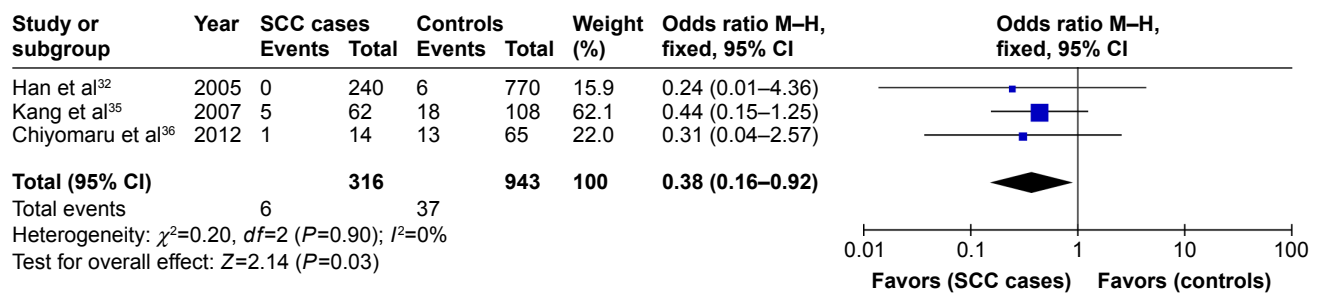 Study or Year SCC cases Controls Weight Odds ratio M–H, Odds ratio M–H,
subgroup Events Total Events Total (%) fixed, 95% CI fixed, 95% CI
Han et al³² 2005 0 240 6 770 15.9 0.24 (0.01–4.36)
Kang et al³⁵ 2007 5 62 18 108 62.1 0.44 (0.15–1.25)
Chiyomaru et al³⁶ 2012 1 14 13 65 22.0 0.31 (0.04–2.57)
Total (95% CI) 316 943 100 0.38 (0.16–0.92)
Total events 6 37
Heterogeneity: χ²=0.20, df=2 (P=0.90); I²=0%
Test for overall effect: Z=2.14 (P=0.03)
0.01 0.1 1 10 100
Favors (SCC cases) Favors (controls)